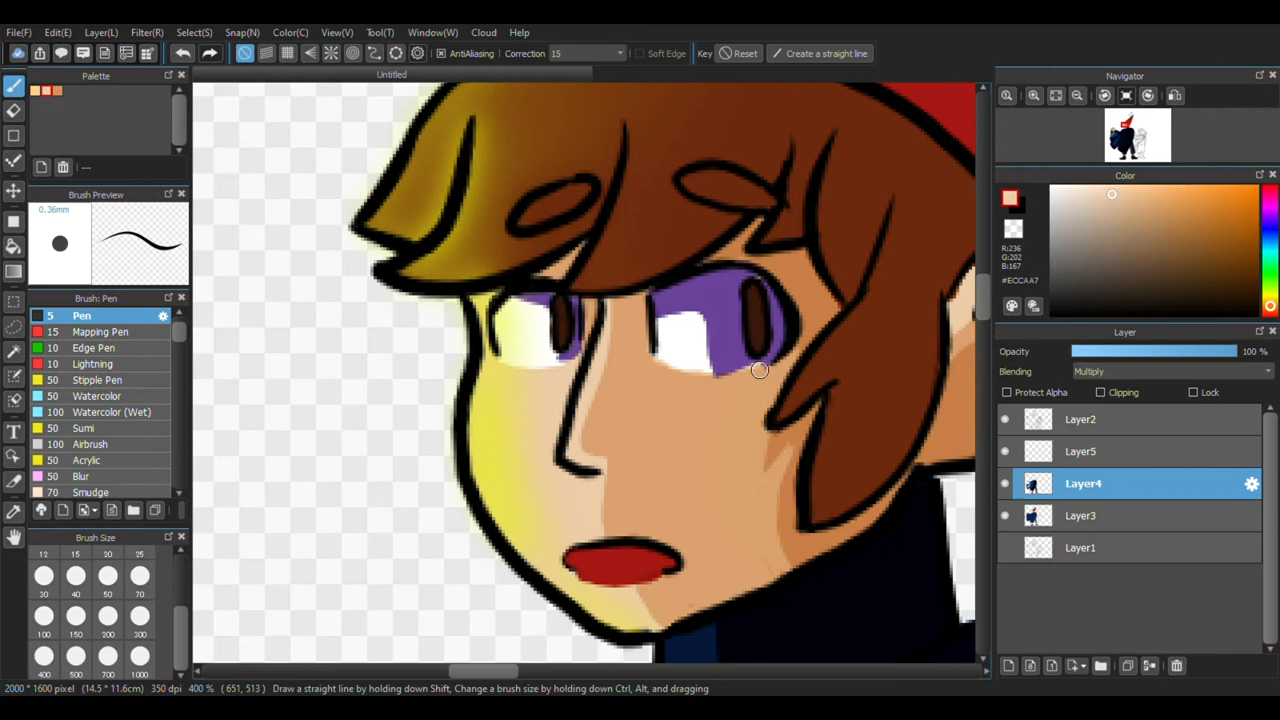 File(F) Edit(E) Layer(L) Filter(R) Select(S) Snap(N) Color(C) View(V) Tool(T) Window(W) Cloud Help
AntiAliasing Correction 15 Soft Edge Key Reset Create a straight line
Palette
Untitled
Navigator
---
Brush Preview
0.36mm
Color
R:236
G:202
B:167
#ECCAA7
Brush: Pen
5 Pen
15 Mapping Pen
10 Edge Pen
10 Lightning
50 Stipple Pen
50 Watercolor
100 Watercolor (Wet)
50 Sumi
100 Airbrush
50 Acrylic
50 Blur
70 Smudge
Layer
Opacity 100 %
Blending Multiply
Protect Alpha Clipping Lock
Layer2
Layer5
Layer4
Layer3
Layer1
Brush Size
12 15 20 25
30 40 50 70
100 150 200 300
400 500 700 1000
2000 * 1600 pixel (14.5 * 11.6cm) 350 dpi 400 % ( 651, 513 ) Draw a straight line by holding down Shift, Change a brush size by holding down Ctrl, Alt, and dragging